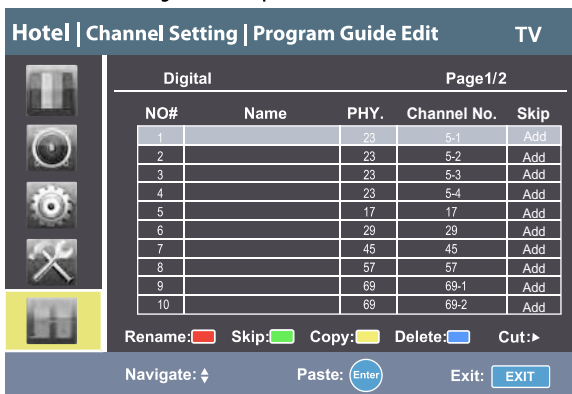 Hotel | Channel Setting | Program Guide Edit TV
Digital Page1/2
NO# Name PHY. Channel No. Skip
1 23 5-1 Add
2 23 5-2 Add
3 23 5-3 Add
4 23 5-4 Add
5 17 17 Add
6 29 29 Add
7 45 45 Add
8 57 57 Add
9 69 69-1 Add
10 69 69-2 Add
Rename: Skip: Copy: Delete: Cut:▸
Navigate: Paste: Enter Exit: EXIT